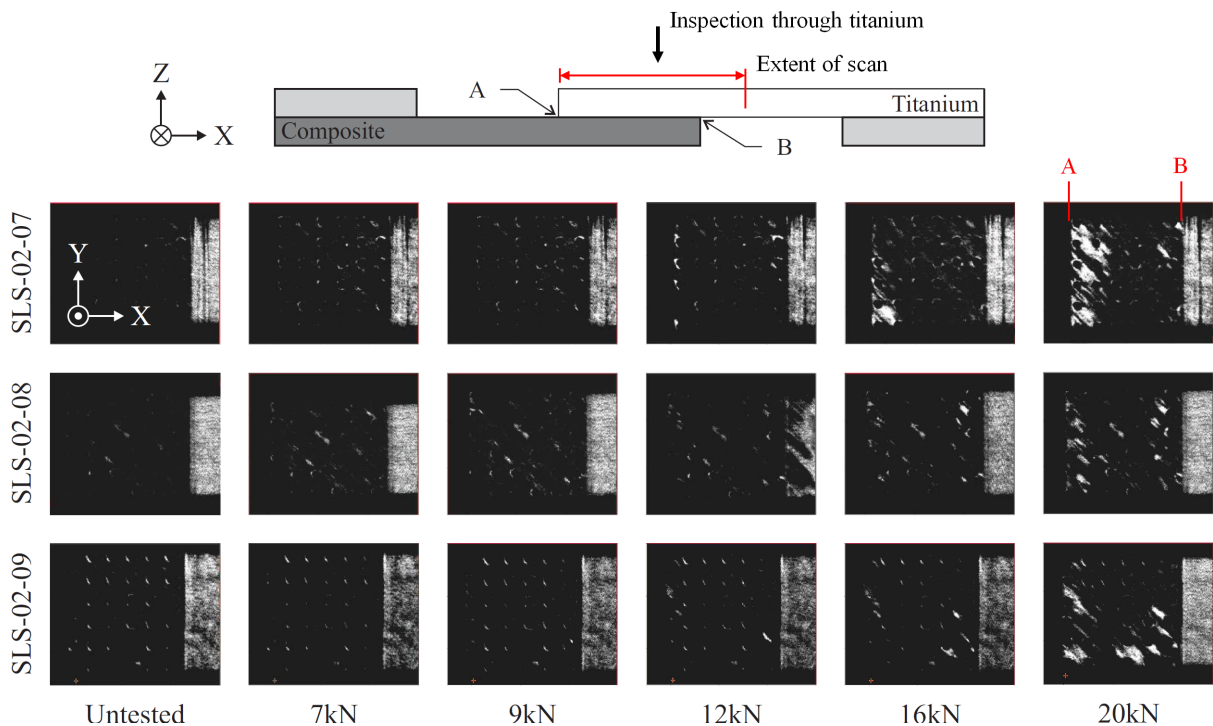 Inspection through titanium
Extent of scan
Z
X
A
Titanium
Composite
B
A B
SLS-02-07
Y
X
SLS-02-08
SLS-02-09
Untested 7kN 9kN 12kN 16kN 20kN